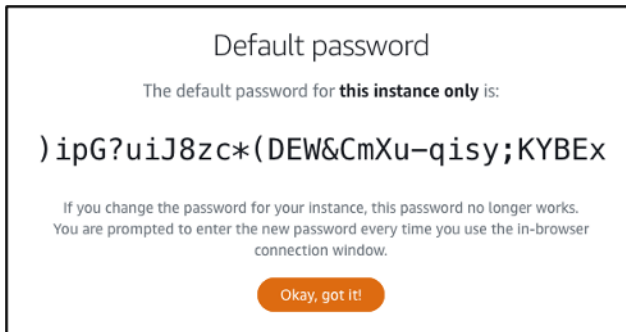 Default password
The default password for this instance only is:
)ipG?uiJ8zc*(DEW&CmXu-qisy;KYBEx
If you change the password for your instance, this password no longer works.
You are prompted to enter the new password every time you use the in-browser
connection window.
Okay, got it!